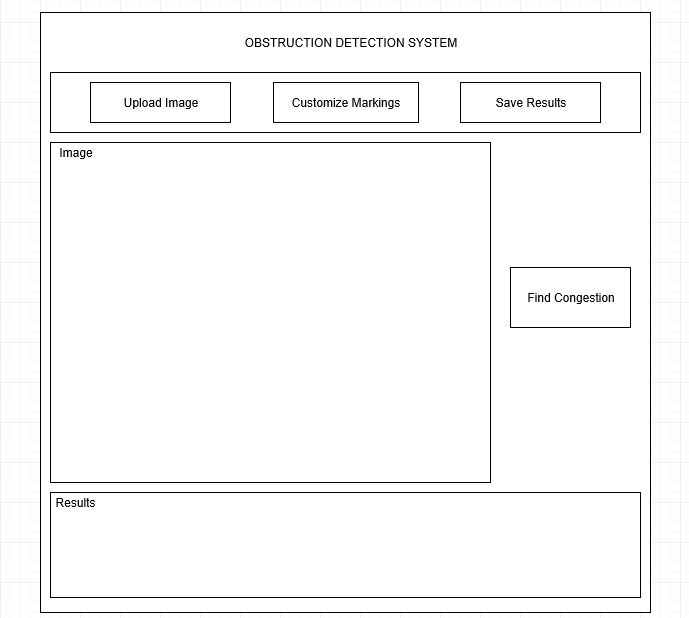 OBSTRUCTION DETECTION SYSTEM
Upload Image
Customize Markings
Save Results
Image
Find Congestion
Results